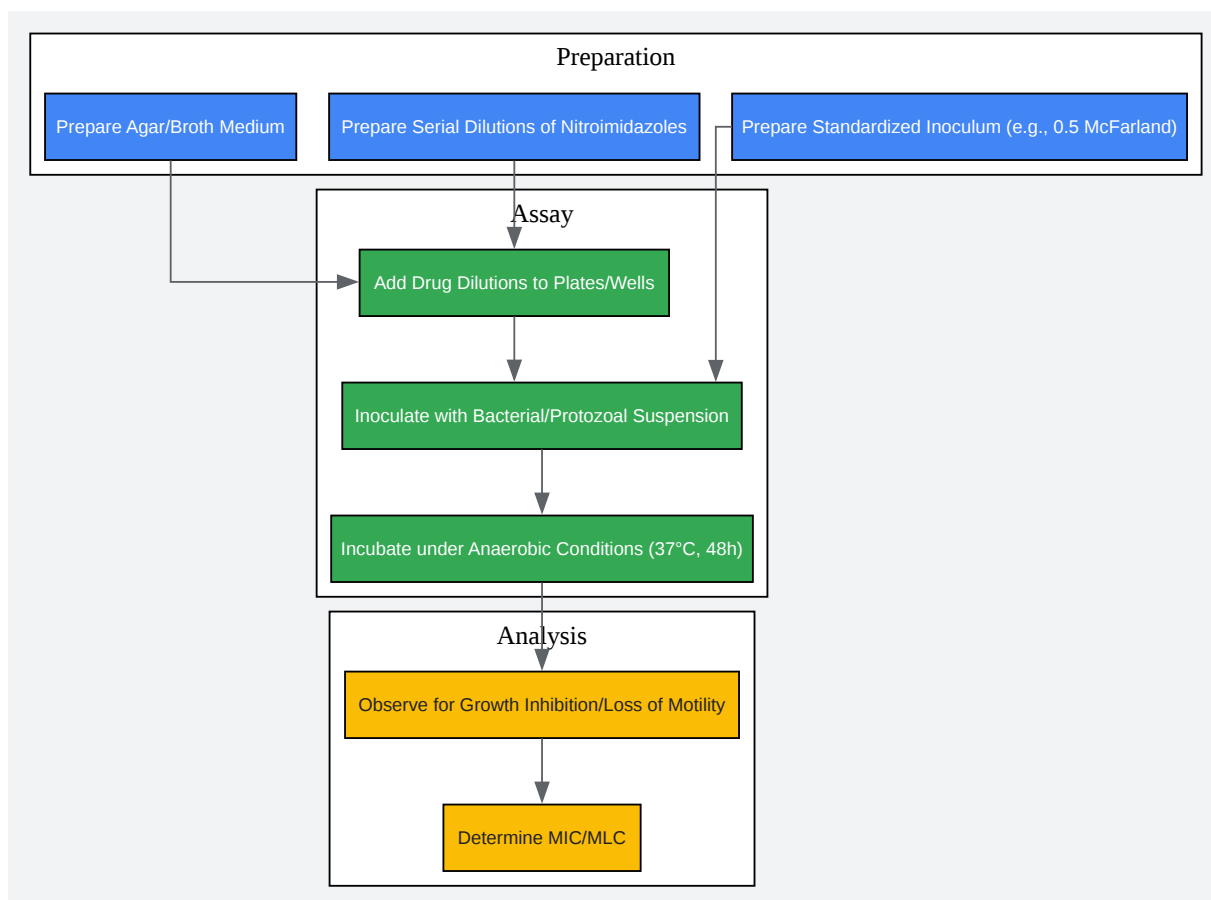 Preparation
Prepare Agar/Broth Medium
Prepare Serial Dilutions of Nitroimidazoles
Prepare Standardized Inoculum (e.g., 0.5 McFarland)
Assay
Add Drug Dilutions to Plates/Wells
Inoculate with Bacterial/Protozoal Suspension
Incubate under Anaerobic Conditions (37°C, 48h)
Analysis
Observe for Growth Inhibition/Loss of Motility
Determine MIC/MLC